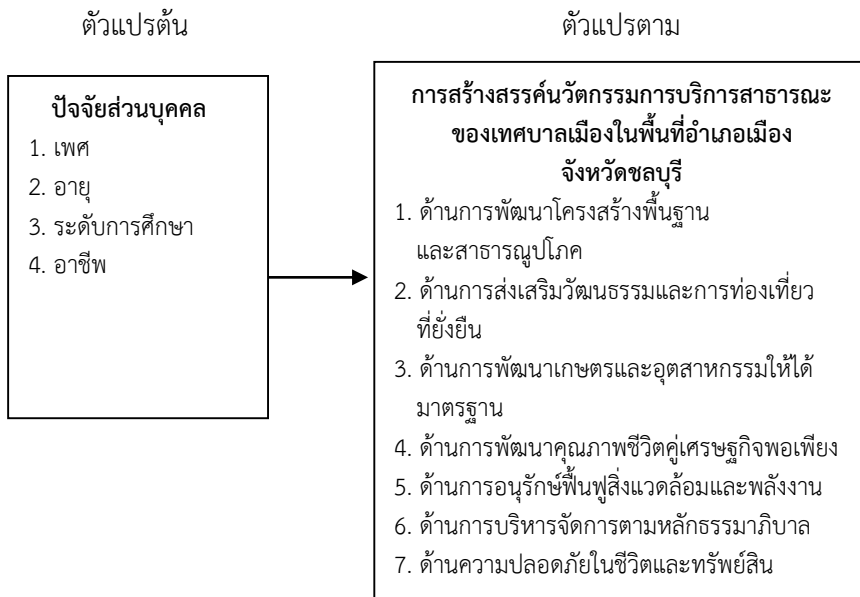 ตัวแปรต้น
ตัวแปรตาม
ปัจจัยส่วนบุคคล
1. เพศ
2. อายุ
3. ระดับการศึกษา
4. อาชีพ
การสร้างสรรค์นวัตกรรมการบริการสาธารณะ
ของเทศบาลเมืองในพื้นที่อำเภอเมือง
จังหวัดชลบุรี
1. ด้านการพัฒนาโครงสร้างพื้นฐาน
และสาธารณูปโภค
2. ด้านการส่งเสริมวัฒนธรรมและการท่องเที่ยว
ที่ยั่งยืน
3. ด้านการพัฒนาเกษตรและอุตสาหกรรมให้ได้
มาตรฐาน
4. ด้านการพัฒนาคุณภาพชีวิตคู่เศรษฐกิจพอเพียง
5. ด้านการอนุรักษ์ฟื้นฟูสิ่งแวดล้อมและพลังงาน
6. ด้านการบริหารจัดการตามหลักธรรมาภิบาล
7. ด้านความปลอดภัยในชีวิตและทรัพย์สิน